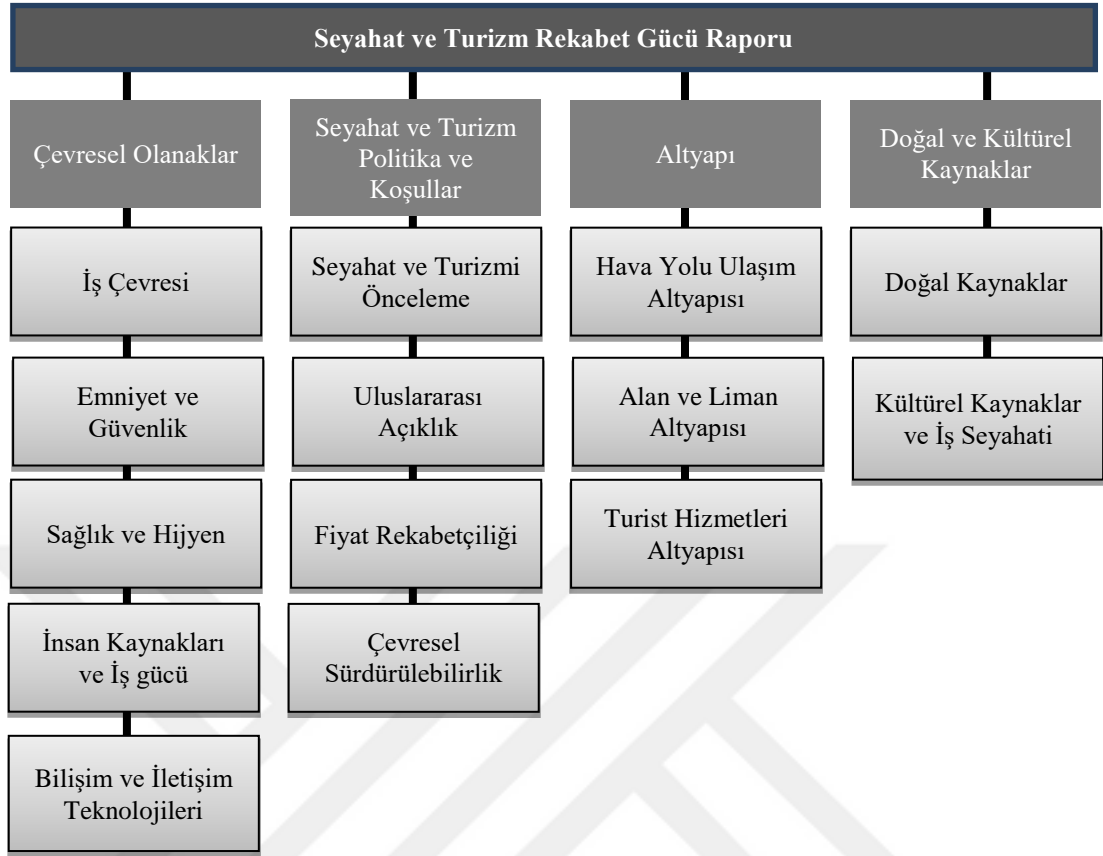 Seyahat ve Turizm Rekabet Gücü Raporu
Çevresel Olanaklar
Seyahat ve Turizm
Politika ve
Koşullar
Altyapı
Doğal ve Kültürel
Kaynaklar
İş Çevresi
Seyahat ve Turizmi
Önceleme
Hava Yolu Ulaşım
Altyapısı
Doğal Kaynaklar
Emniyet ve
Güvenlik
Uluslararası
Açıklık
Alan ve Liman
Altyapısı
Kültürel Kaynaklar
ve İş Seyahati
Sağlık ve Hijyen
Fiyat Rekabetçiliği
Turist Hizmetleri
Altyapısı
İnsan Kaynakları
ve İş gücü
Çevresel
Sürdürülebilirlik
Bilişim ve İletişim
Teknolojileri